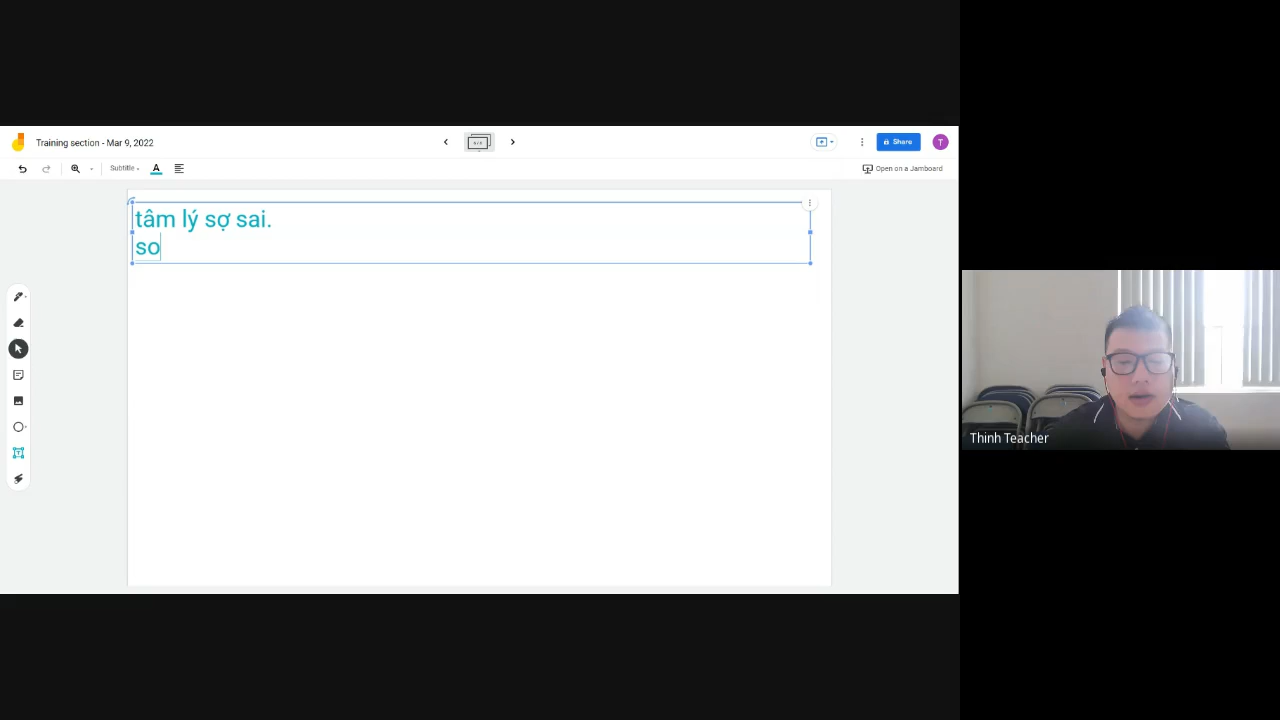 Training section - Mar 9, 2022
Share
T
Subtitle
A
Open on a Jamboard
tâm lý sợ sai.
so
Thinh Teacher